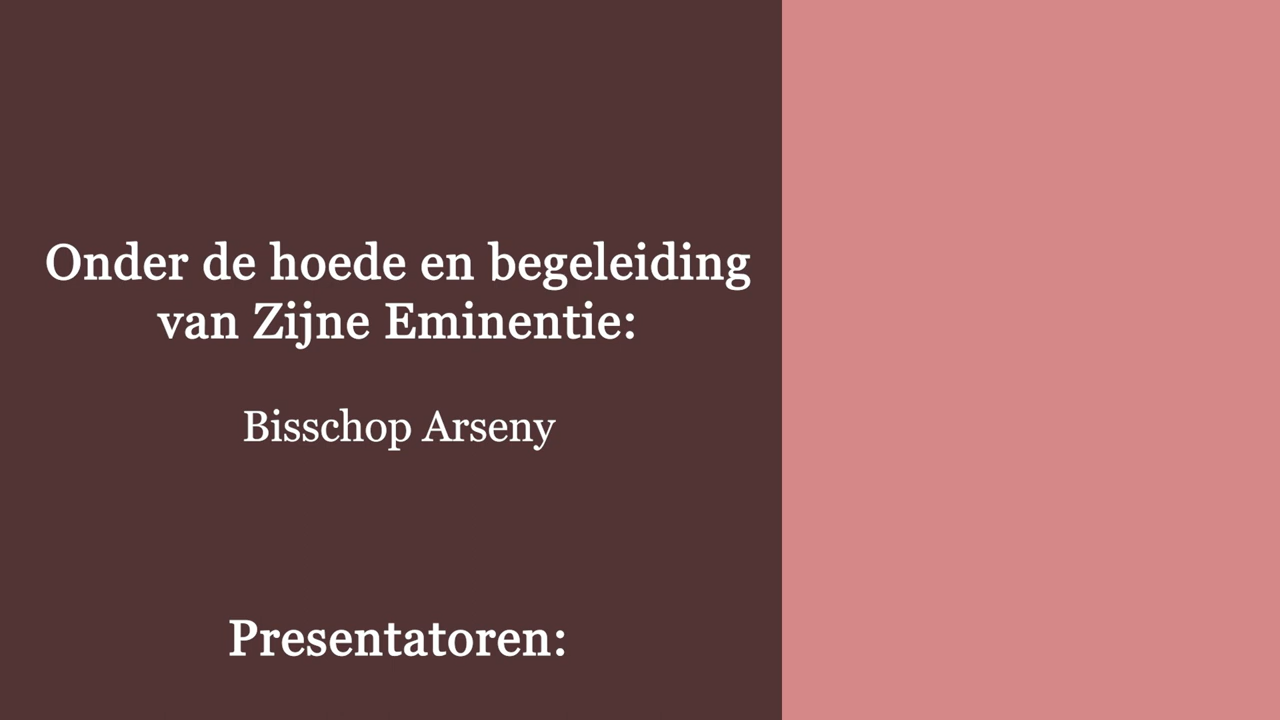 Onder de hoede en begeleiding
van Zijne Eminentie:
Bisschop Arseny
Presentatoren: